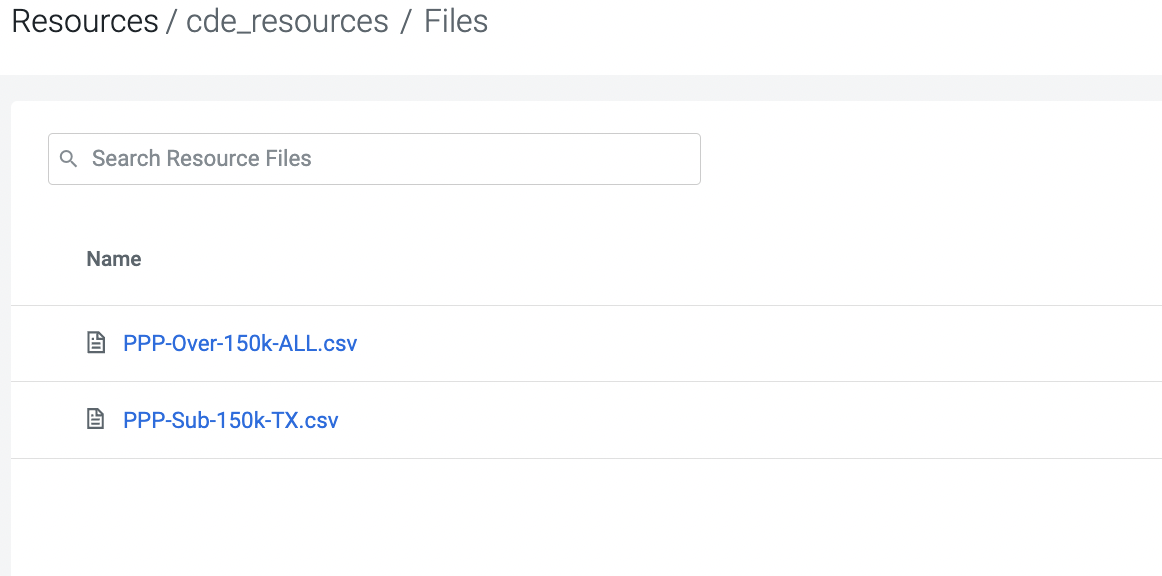 Resources / cde_resources / Files
Search Resource Files
Name
PPP-Over-150k-ALL.csv
PPP-Sub-150k-TX.csv